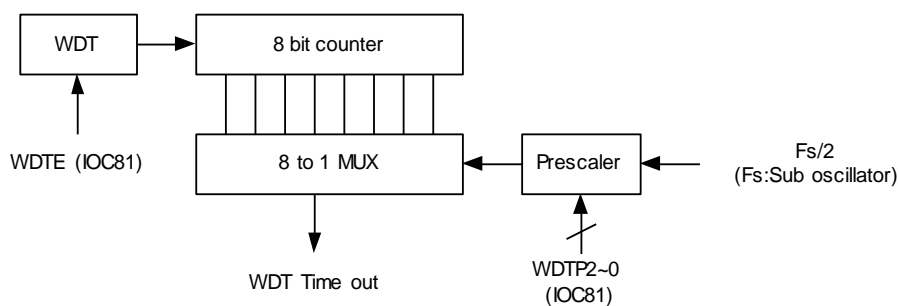 WDT
8 bit counter
WDTE (IOC81)
8 to 1 MUX
Prescaler
Fs/2
(Fs:Sub oscillator)
WDT Time out
WDTP2~0
(IOC81)